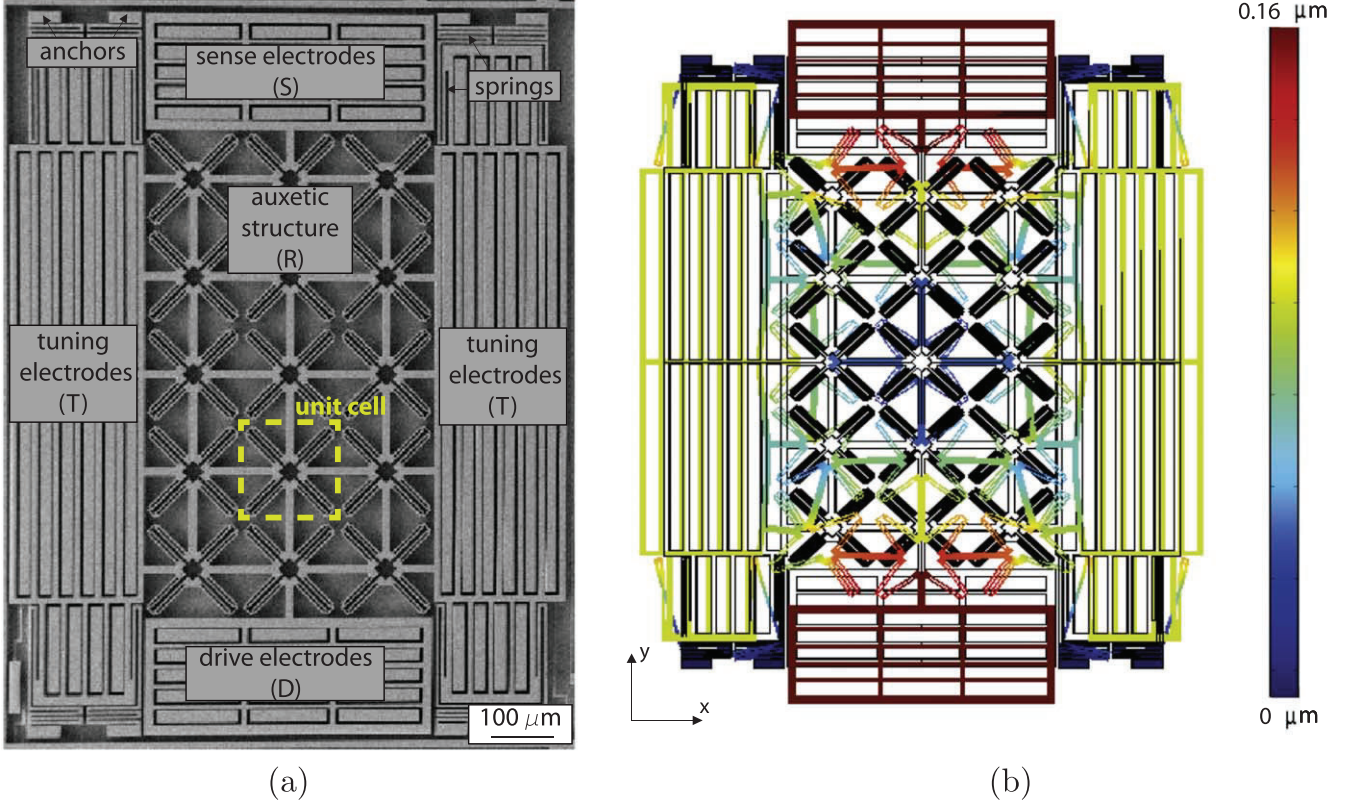 anchors
sense electrodes
(S)
springs
auxetic
structure
(R)
tuning
electrodes
(T)
tuning
electrodes
(T)
unit cell
drive electrodes
(D)
100 μm
(a)
0.16 μm
y
x
0 μm
(b)